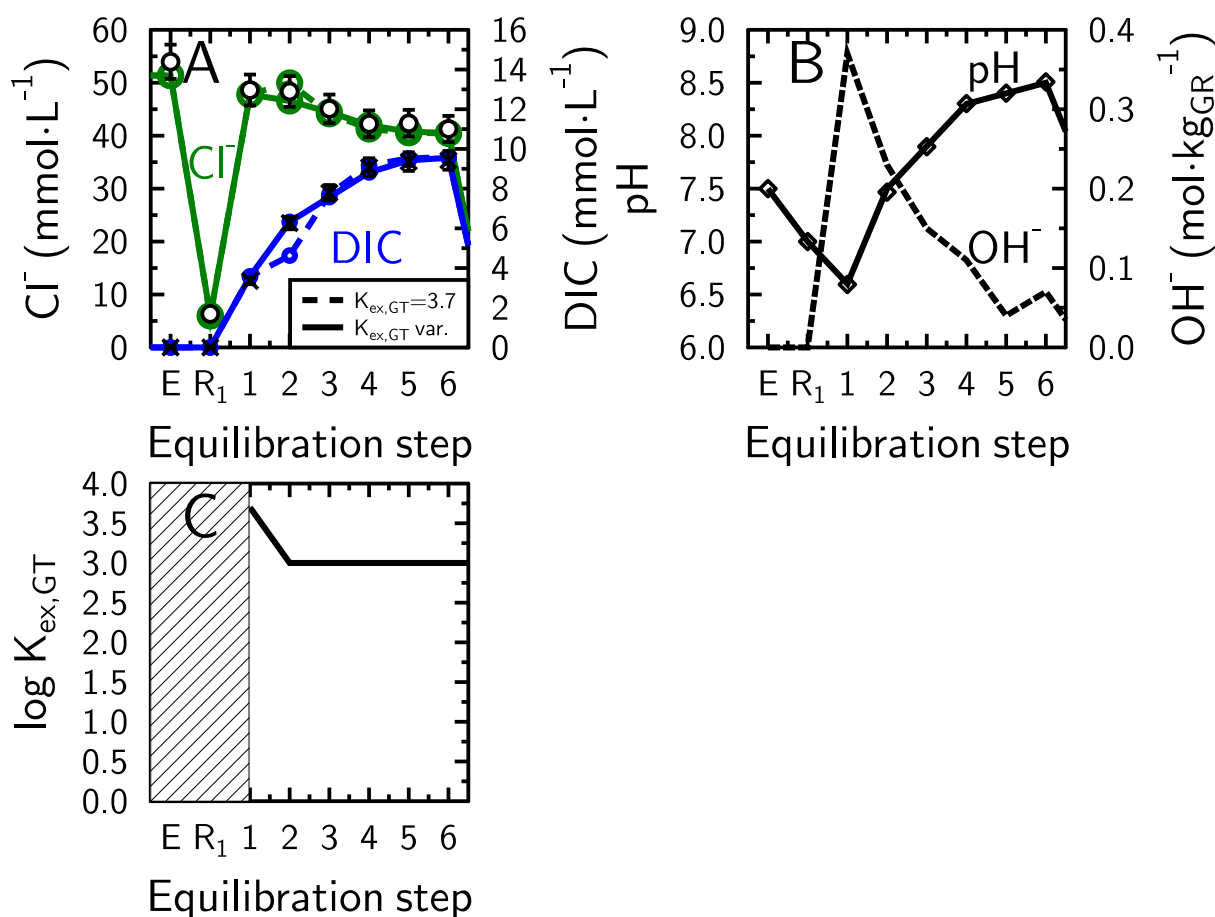 A
Cl⁻ (mmol·L⁻¹)
60
50
40
30
20
10
0
Cl⁻
DIC
K_ex,GT=3.7
K_ex,GT var.
16
14
12
10
8
6
4
2
0
DIC (mmol·L⁻¹)
E R₁ 1 2 3 4 5 6
Equilibration step
B
pH
9.0
8.5
8.0
7.5
7.0
6.5
6.0
pH
OH⁻
0.4
0.3
0.2
0.1
0.0
OH⁻ (mol·kg_GR⁻¹)
E R₁ 1 2 3 4 5 6
Equilibration step
C
log K_ex,GT
4.0
3.5
3.0
2.5
2.0
1.5
1.0
0.5
0.0
E R₁ 1 2 3 4 5 6
Equilibration step